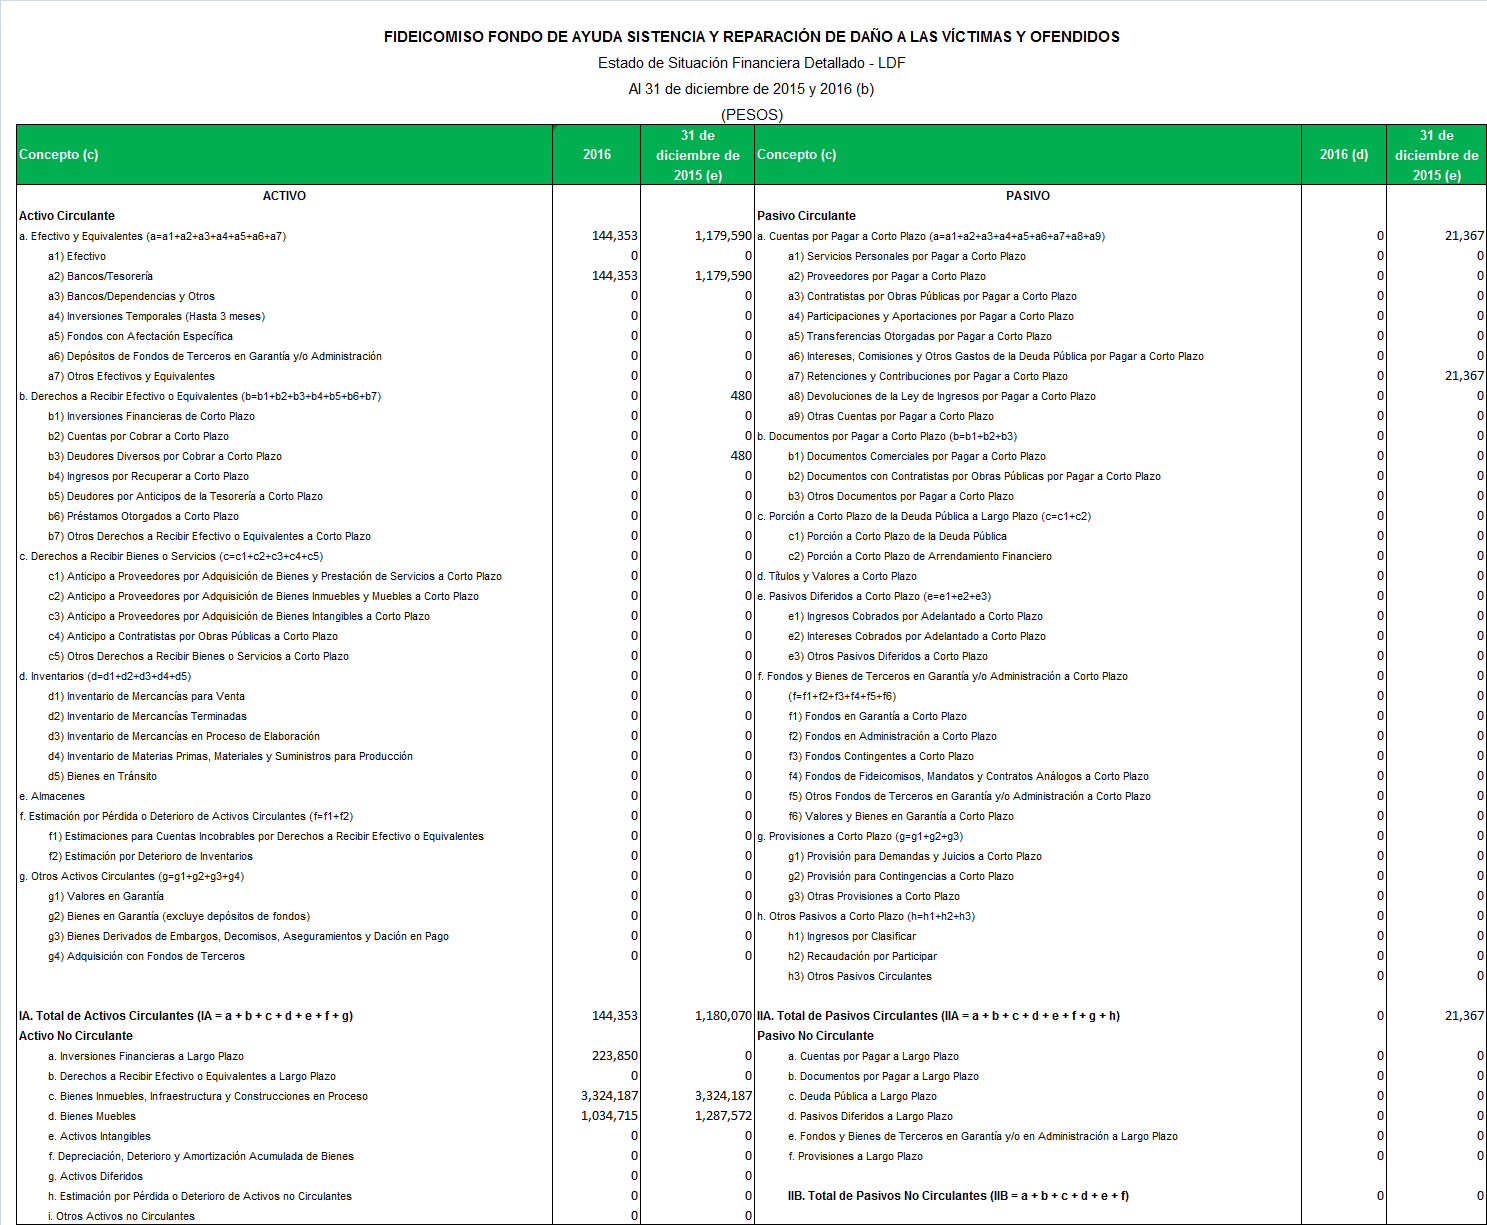 FIDEICOMISO FONDO DE AYUDA SISTENCIA Y REPARACIÓN DE DAÑO A LAS VÍCTIMAS Y OFENDIDOS
Estado de Situación Financiera Detallado - LDF
Al 31 de diciembre de 2015 y 2016 (b)
(PESOS)
Concepto (c) 2016 31 de diciembre de 2015 (e) Concepto (c) 2016 (d) 31 de diciembre de 2015 (e)
ACTIVO PASIVO
Activo Circulante Pasivo Circulante
a. Efectivo y Equivalentes (a=a1+a2+a3+a4+a5+a6+a7) 144,353 1,179,590 a. Cuentas por Pagar a Corto Plazo (a=a1+a2+a3+a4+a5+a6+a7+a8+a9) 0 21,367
a1) Efectivo 0 0 a1) Servicios Personales por Pagar a Corto Plazo 0 0
a2) Bancos/Tesorería 144,353 1,179,590 a2) Proveedores por Pagar a Corto Plazo 0 0
a3) Bancos/Dependencias y Otros 0 0 a3) Contratistas por Obras Públicas por Pagar a Corto Plazo 0 0
a4) Inversiones Temporales (Hasta 3 meses) 0 0 a4) Participaciones y Aportaciones por Pagar a Corto Plazo 0 0
a5) Fondos con Afectación Específica 0 0 a5) Transferencias Otorgadas por Pagar a Corto Plazo 0 0
a6) Depósitos de Fondos de Terceros en Garantía y/o Administración 0 0 a6) Intereses, Comisiones y Otros Gastos de la Deuda Pública por Pagar a Corto Plazo 0 0
a7) Otros Efectivos y Equivalentes 0 0 a7) Retenciones y Contribuciones por Pagar a Corto Plazo 0 21,367
b. Derechos a Recibir Efectivo o Equivalentes (b=b1+b2+b3+b4+b5+b6+b7) 0 480 a8) Devoluciones de la Ley de Ingresos por Pagar a Corto Plazo 0 0
b1) Inversiones Financieras de Corto Plazo 0 0 a9) Otras Cuentas por Pagar a Corto Plazo 0 0
b2) Cuentas por Cobrar a Corto Plazo 0 0 b. Documentos por Pagar a Corto Plazo (b=b1+b2+b3) 0 0
b3) Deudores Diversos por Cobrar a Corto Plazo 0 480 b1) Documentos Comerciales por Pagar a Corto Plazo 0 0
b4) Ingresos por Recuperar a Corto Plazo 0 0 b2) Documentos con Contratistas por Obras Públicas por Pagar a Corto Plazo 0 0
b5) Deudores por Anticipos de la Tesorería a Corto Plazo 0 0 b3) Otros Documentos por Pagar a Corto Plazo 0 0
b6) Préstamos Otorgados a Corto Plazo 0 0 c. Porción a Corto Plazo de la Deuda Pública a Largo Plazo (c=c1+c2) 0 0
b7) Otros Derechos a Recibir Efectivo o Equivalentes a Corto Plazo 0 0 c1) Porción a Corto Plazo de la Deuda Pública 0 0
c. Derechos a Recibir Bienes o Servicios (c=c1+c2+c3+c4+c5) 0 0 c2) Porción a Corto Plazo de Arrendamiento Financiero 0 0
c1) Anticipo a Proveedores por Adquisición de Bienes y Prestación de Servicios a Corto Plazo 0 0 d. Títulos y Valores a Corto Plazo 0 0
c2) Anticipo a Proveedores por Adquisición de Bienes Inmuebles y Muebles a Corto Plazo 0 0 e. Pasivos Diferidos a Corto Plazo (e=e1+e2+e3) 0 0
c3) Anticipo a Proveedores por Adquisición de Bienes Intangibles a Corto Plazo 0 0 e1) Ingresos Cobrados por Adelantado a Corto Plazo 0 0
c4) Anticipo a Contratistas por Obras Públicas a Corto Plazo 0 0 e2) Intereses Cobrados por Adelantado a Corto Plazo 0 0
c5) Otros Derechos a Recibir Bienes o Servicios a Corto Plazo 0 0 e3) Otros Pasivos Diferidos a Corto Plazo 0 0
d. Inventarios (d=d1+d2+d3+d4+d5) 0 0 f. Fondos y Bienes de Terceros en Garantía y/o Administración a Corto Plazo 0 0
d1) Inventario de Mercancías para Venta 0 0 (f=f1+f2+f3+f4+f5+f6) 0 0
d2) Inventario de Mercancías Terminadas 0 0 f1) Fondos en Garantía a Corto Plazo 0 0
d3) Inventario de Mercancías en Proceso de Elaboración 0 0 f2) Fondos en Administración a Corto Plazo 0 0
d4) Inventario de Materias Primas, Materiales y Suministros para Producción 0 0 f3) Fondos Contingentes a Corto Plazo 0 0
d5) Bienes en Tránsito 0 0 f4) Fondos de Fideicomisos, Mandatos y Contratos Análogos a Corto Plazo 0 0
e. Almacenes 0 0 f5) Otros Fondos de Terceros en Garantía y/o Administración a Corto Plazo 0 0
f. Estimación por Pérdida o Deterioro de Activos Circulantes (f=f1+f2) 0 0 f6) Valores y Bienes en Garantía a Corto Plazo 0 0
f1) Estimaciones para Cuentas Incobrables por Derechos a Recibir Efectivo o Equivalentes 0 0 g. Provisiones a Corto Plazo (g=g1+g2+g3) 0 0
f2) Estimación por Deterioro de Inventarios 0 0 g1) Provisión para Demandas y Juicios a Corto Plazo 0 0
g. Otros Activos Circulantes (g=g1+g2+g3+g4) 0 0 g2) Provisión para Contingencias a Corto Plazo 0 0
g1) Valores en Garantía 0 0 g3) Otras Provisiones a Corto Plazo 0 0
g2) Bienes en Garantía (excluye depósitos de fondos) 0 0 h. Otros Pasivos a Corto Plazo (h=h1+h2+h3) 0 0
g3) Bienes Derivados de Embargos, Decomisos, Aseguramientos y Dación en Pago 0 0 h1) Ingresos por Clasificar 0 0
g4) Adquisición con Fondos de Terceros 0 0 h2) Recaudación por Participar 0 0
h3) Otros Pasivos Circulantes 0 0
IA. Total de Activos Circulantes (IA = a + b + c + d + e + f + g) 144,353 1,180,070 IIA. Total de Pasivos Circulantes (IIA = a + b + c + d + e + f + g + h) 0 21,367
Activo No Circulante Pasivo No Circulante
a. Inversiones Financieras a Largo Plazo 223,850 0 a. Cuentas por Pagar a Largo Plazo 0 0
b. Derechos a Recibir Efectivo o Equivalentes a Largo Plazo 0 0 b. Documentos por Pagar a Largo Plazo 0 0
c. Bienes Inmuebles, Infraestructura y Construcciones en Proceso 3,324,187 3,324,187 c. Deuda Pública a Largo Plazo 0 0
d. Bienes Muebles 1,034,715 1,287,572 d. Pasivos Diferidos a Largo Plazo 0 0
e. Activos Intangibles 0 0 e. Fondos y Bienes de Terceros en Garantía y/o en Administración a Largo Plazo 0 0
f. Depreciación, Deterioro y Amortización Acumulada de Bienes 0 0 f. Provisiones a Largo Plazo 0 0
g. Activos Diferidos 0 0
h. Estimación por Pérdida o Deterioro de Activos no Circulantes 0 0 IIB. Total de Pasivos No Circulantes (IIB = a + b + c + d + e + f) 0 0
i. Otros Activos no Circulantes 0 0